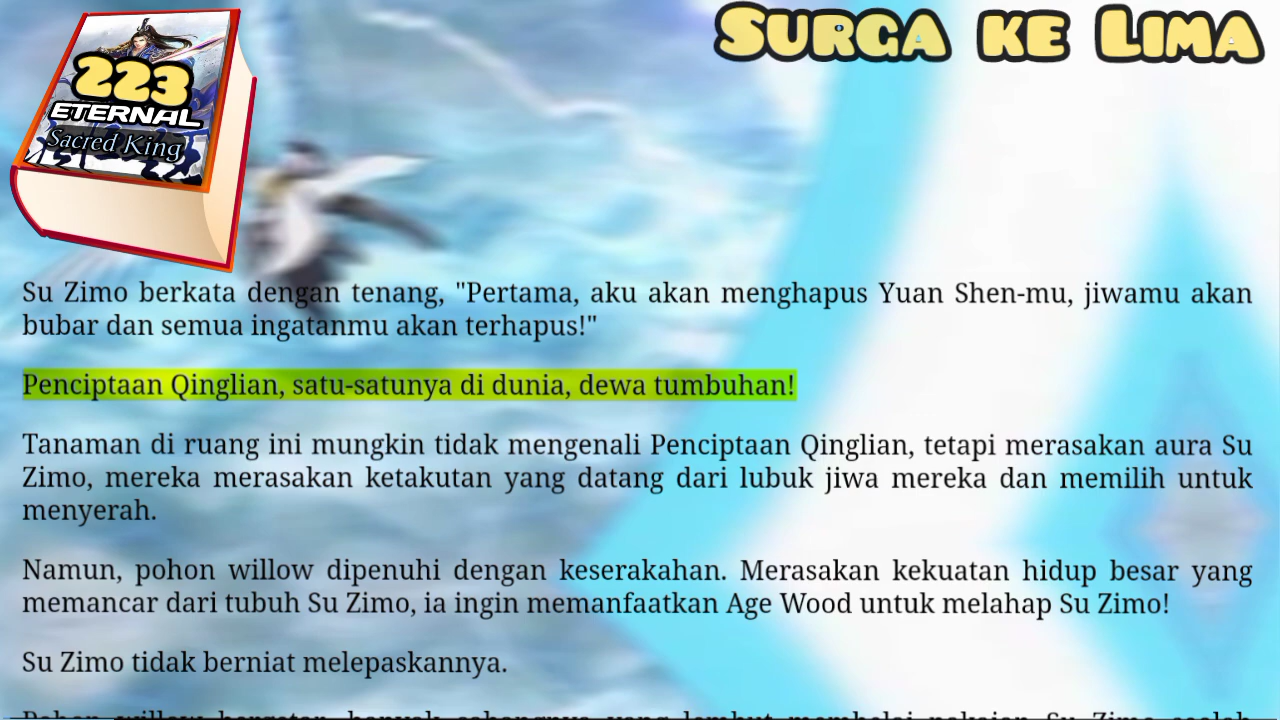 Surga ke Lima
223
ETERNAL
Sacred King
Su Zimo berkata dengan tenang, "Pertama, aku akan menghapus Yuan Shen-mu, jiwamu akan
bubar dan semua ingatanmu akan terhapus!"
Penciptaan Qinglian, satu-satunya di dunia, dewa tumbuhan!
Tanaman di ruang ini mungkin tidak mengenali Penciptaan Qinglian, tetapi merasakan aura Su
Zimo, mereka merasakan ketakutan yang datang dari lubuk jiwa mereka dan memilih untuk
menyerah.
Namun, pohon willow dipenuhi dengan keserakahan. Merasakan kekuatan hidup besar yang
memancar dari tubuh Su Zimo, ia ingin memanfaatkan Age Wood untuk melahap Su Zimo!
Su Zimo tidak berniat melepaskannya.